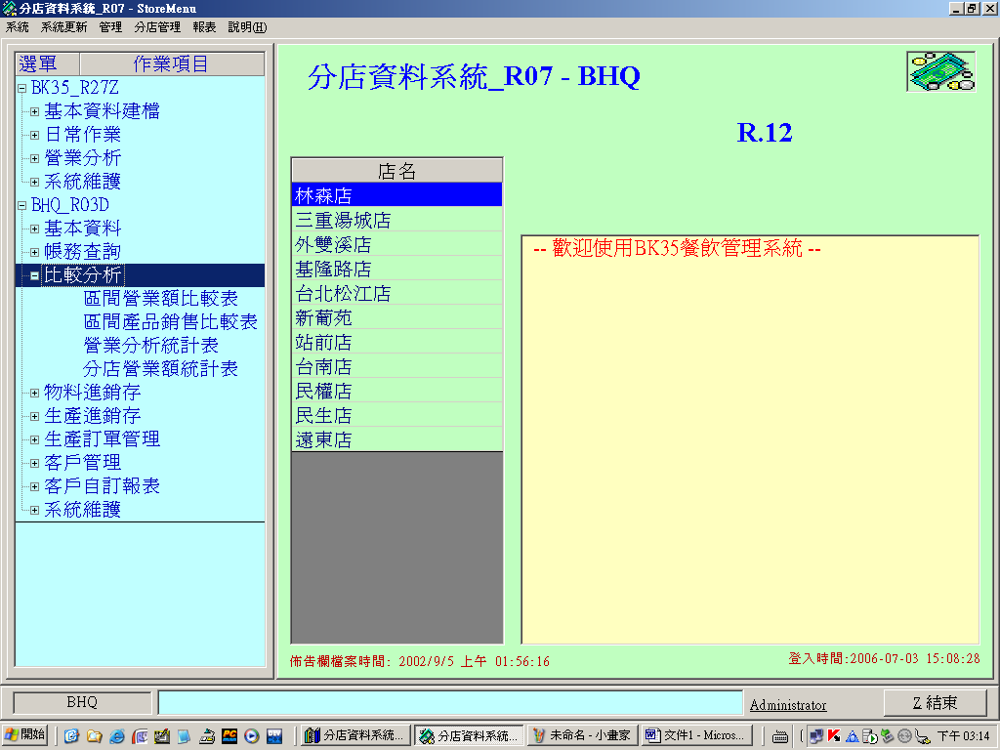 分店資料系統_R07 - StoreMenu
系統 系統更新 管理 分店管理 報表 說明(H)
選單 作業項目
BK35_R27Z
基本資料建檔
日常作業
營業分析
系統維護
BHQ_R03D
基本資料
帳務查詢
比較分析
區間營業額比較表
區間產品銷售比較表
營業分析統計表
分店營業額統計表
物料進銷存
生產進銷存
生產訂單管理
客戶管理
客戶自訂報表
系統維護
分店資料系統_R07 - BHQ
R.12
店名
林森店
三重湯城店
外雙溪店
基隆路店
台北松江店
新葡苑
站前店
台南店
民權店
民生店
遠東店
-- 歡迎使用BK35餐飲管理系統 --
佈告欄檔案時間: 2002/9/5 上午 01:56:16
登入時間:2006-07-03 15:08:28
BHQ
Administrator
Z 結束
開始
分店資料系統...
分店資料系統...
未命名 - 小畫家
文件1 - Micros...
下午 03:14